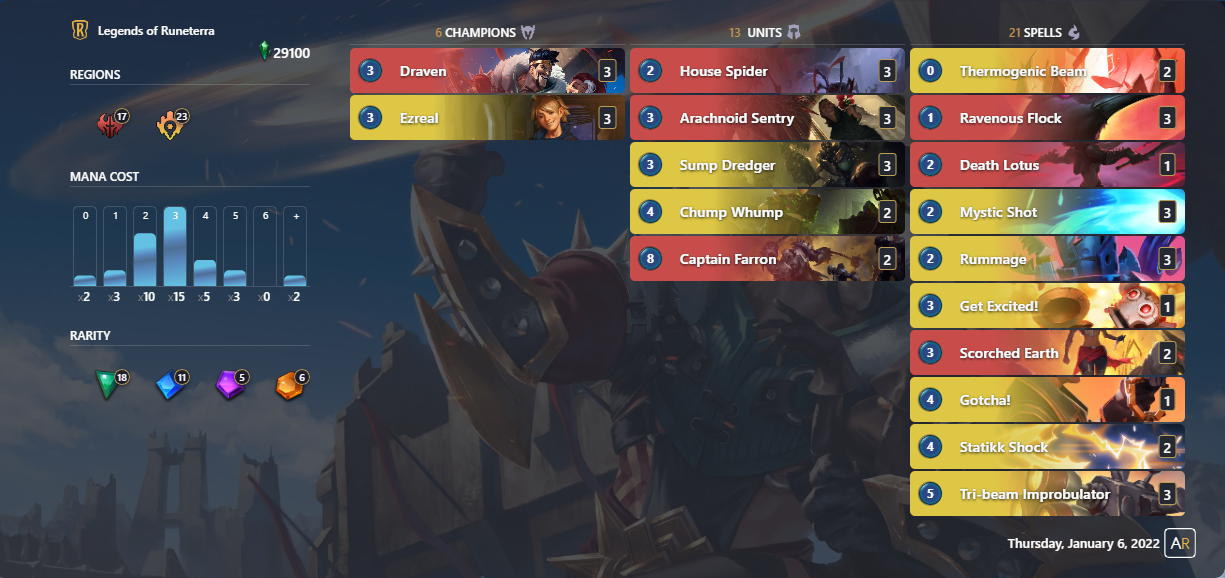 Legends of Runeterra
29100
REGIONS
17
23
MANA COST
0 1 2 3 4 5 6 +
x2 x3 x10 x15 x5 x3 x0 x2
RARITY
18
11
5
6
6 CHAMPIONS
3 Draven 3
3 Ezreal 3
13 UNITS
2 House Spider 3
3 Arachnoid Sentry 3
3 Sump Dredger 3
4 Chump Whump 2
8 Captain Farron 2
21 SPELLS
0 Thermogenic Beam 2
1 Ravenous Flock 3
2 Death Lotus 1
2 Mystic Shot 3
2 Rummage 3
3 Get Excited! 1
3 Scorched Earth 2
4 Gotcha! 1
4 Statikk Shock 2
5 Tri-beam Improbulator 3
Thursday, January 6, 2022 AR